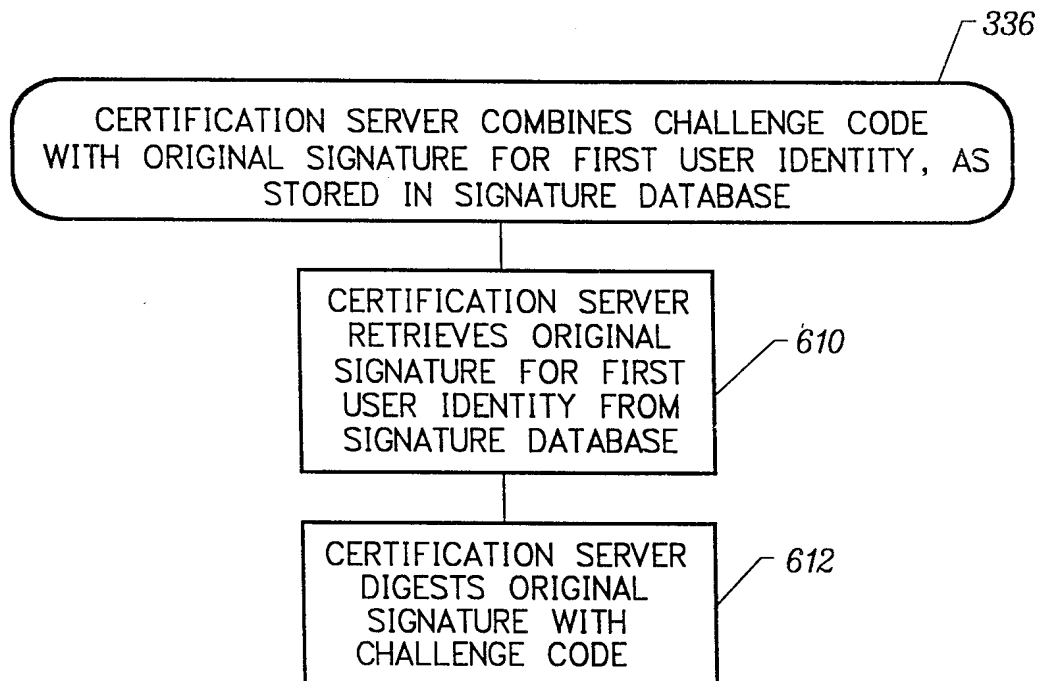 336
CERTIFICATION SERVER COMBINES CHALLENGE CODE
WITH ORIGINAL SIGNATURE FOR FIRST USER IDENTITY, AS
STORED IN SIGNATURE DATABASE
CERTIFICATION SERVER
RETRIEVES ORIGINAL
SIGNATURE FOR FIRST
USER IDENTITY FROM
SIGNATURE DATABASE
610
CERTIFICATION SERVER
DIGESTS ORIGINAL
SIGNATURE WITH
CHALLENGE CODE
612